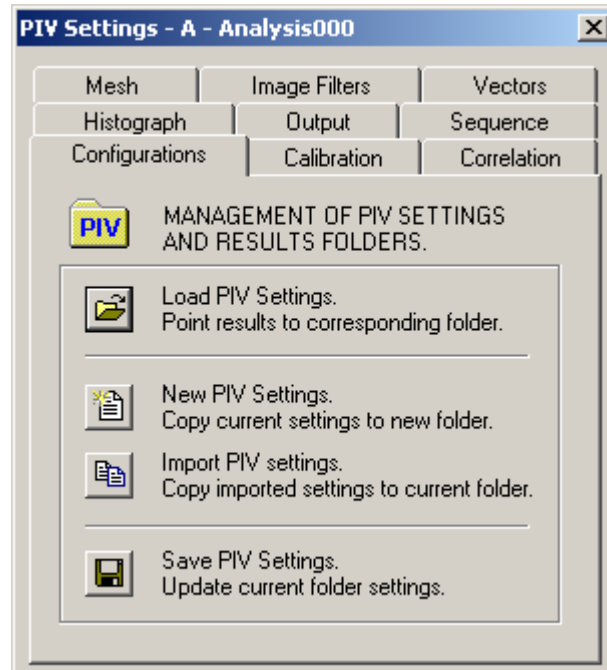 PIV Settings - A - Analysis000
Mesh Image Filters Vectors
Histograph Output Sequence
Configurations Calibration Correlation
PIV
MANAGEMENT OF PIV SETTINGS
AND RESULTS FOLDERS.
Load PIV Settings.
Point results to corresponding folder.
New PIV Settings.
Copy current settings to new folder.
Import PIV settings.
Copy imported settings to current folder.
Save PIV Settings.
Update current folder settings.